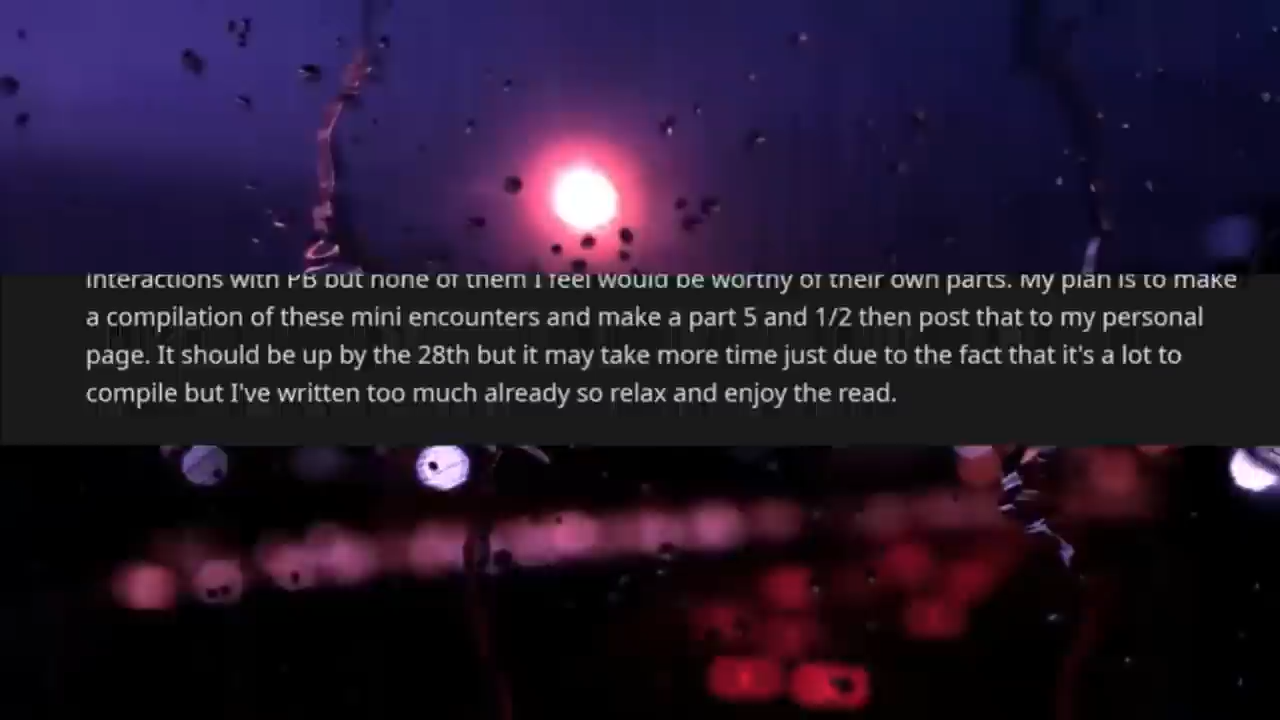 interactions with PB but none of them I feel would be worthy of their own parts. My plan is to make
a compilation of these mini encounters and make a part 5 and 1/2 then post that to my personal
page. It should be up by the 28th but it may take more time just due to the fact that it's a lot to
compile but I've written too much already so relax and enjoy the read.